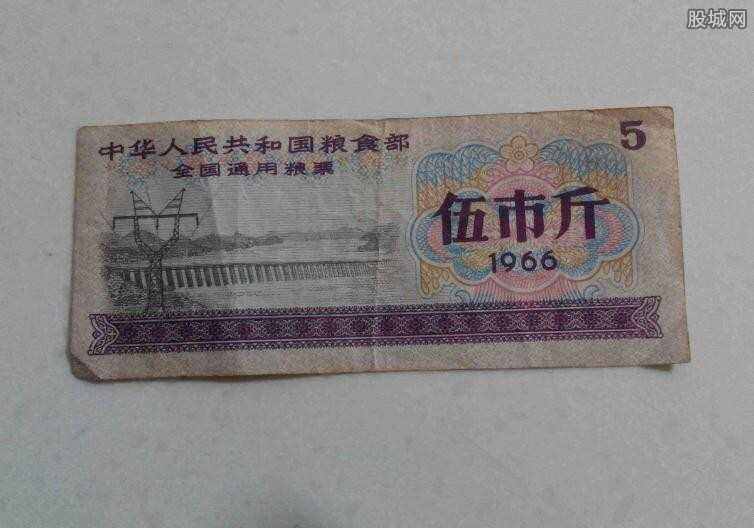 股城网
中华人民共和国粮食部
全国通用粮票
5
伍市斤
1966